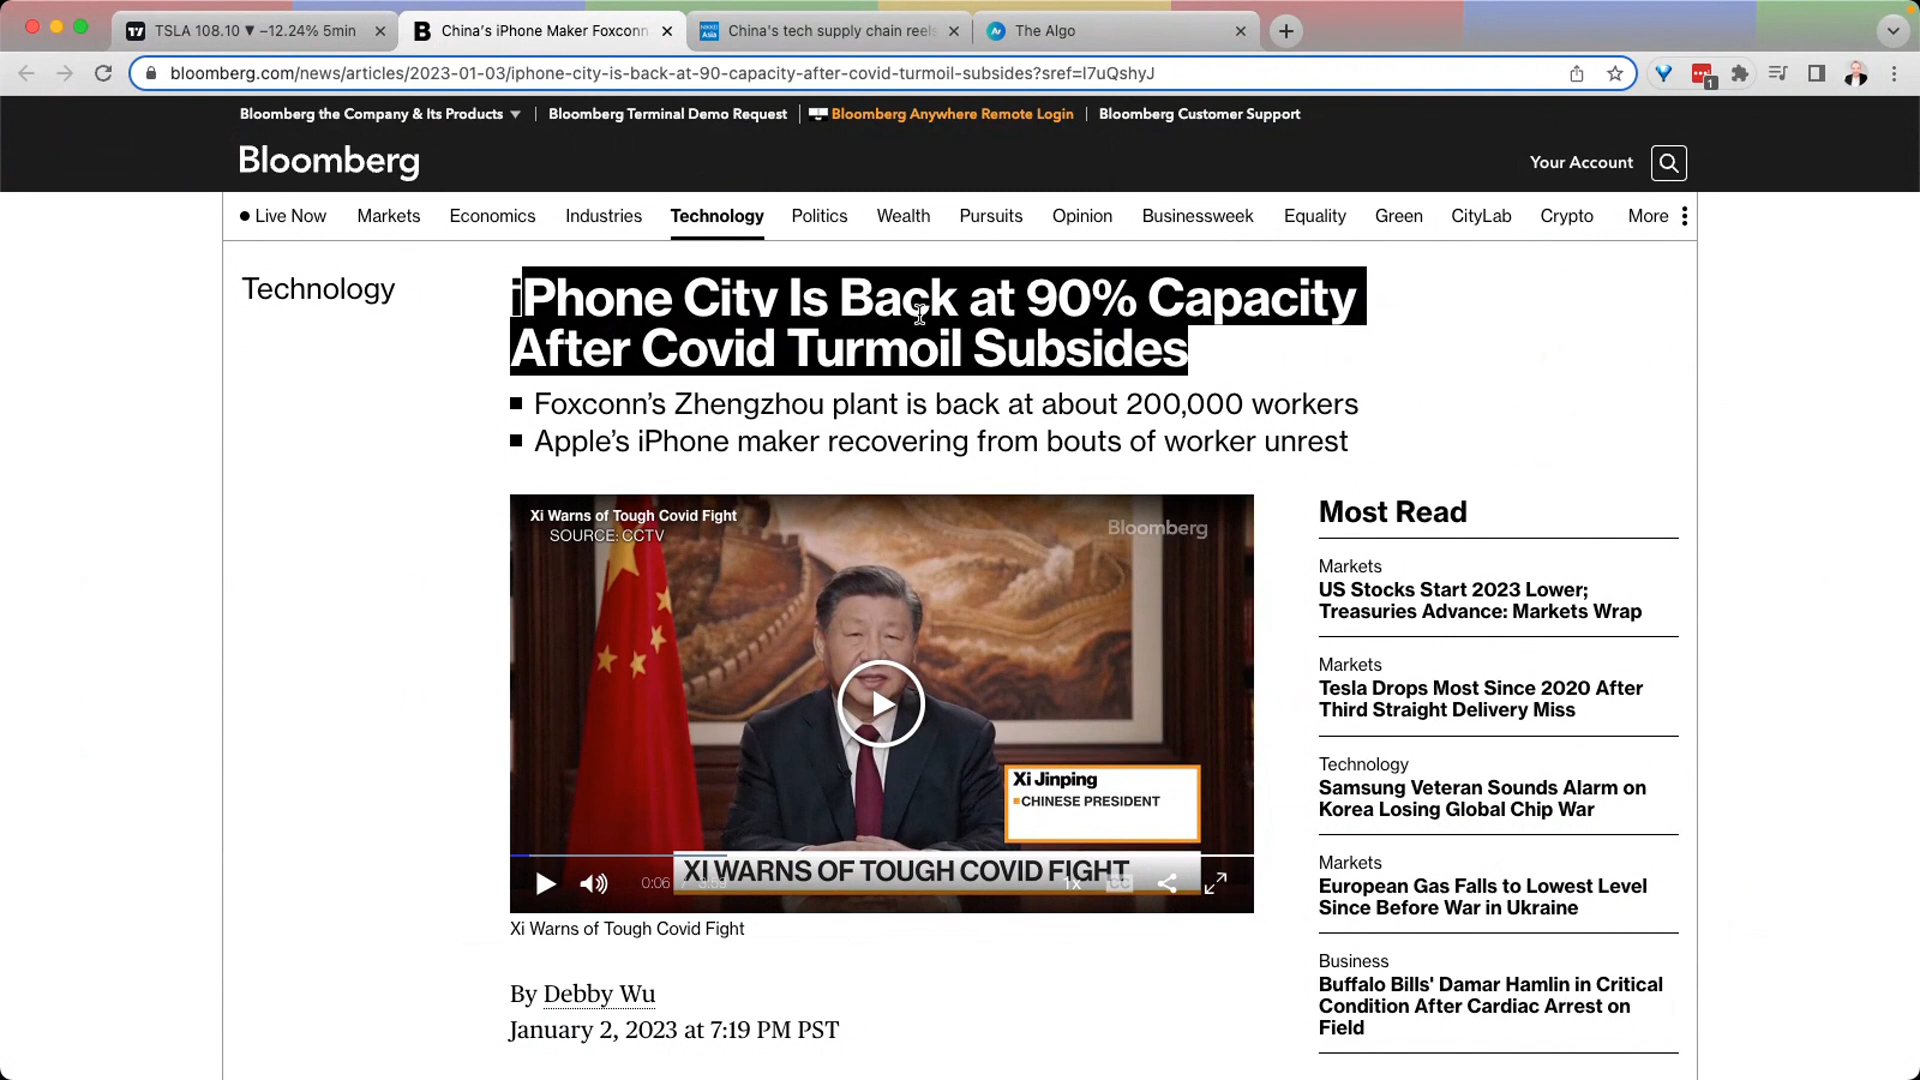 TSLA 108.10 ▼ −12.24% 5min
China's iPhone Maker Foxconn
China's tech supply chain reels
The Algo
bloomberg.com/news/articles/2023-01-03/iphone-city-is-back-at-90-capacity-after-covid-turmoil-subsides?sref=I7uQshyJ
1
Bloomberg the Company & Its Products ▼ | Bloomberg Terminal Demo Request | Bloomberg Anywhere Remote Login | Bloomberg Customer Support
Bloomberg
Your Account
Live Now Markets Economics Industries Technology Politics Wealth Pursuits Opinion Businessweek Equality Green CityLab Crypto More
Technology
iPhone City Is Back at 90% Capacity
After Covid Turmoil Subsides
Foxconn's Zhengzhou plant is back at about 200,000 workers
Apple's iPhone maker recovering from bouts of worker unrest
Xi Warns of Tough Covid Fight
SOURCE: CCTV
Bloomberg
Xi Jinping
CHINESE PRESIDENT
XI WARNS OF TOUGH COVID FIGHT
0:06 / 3:59
1x
CC
Xi Warns of Tough Covid Fight
By Debby Wu
January 2, 2023 at 7:19 PM PST
Most Read
Markets
US Stocks Start 2023 Lower;
Treasuries Advance: Markets Wrap
Markets
Tesla Drops Most Since 2020 After
Third Straight Delivery Miss
Technology
Samsung Veteran Sounds Alarm on
Korea Losing Global Chip War
Markets
European Gas Falls to Lowest Level
Since Before War in Ukraine
Business
Buffalo Bills' Damar Hamlin in Critical
Condition After Cardiac Arrest on
Field